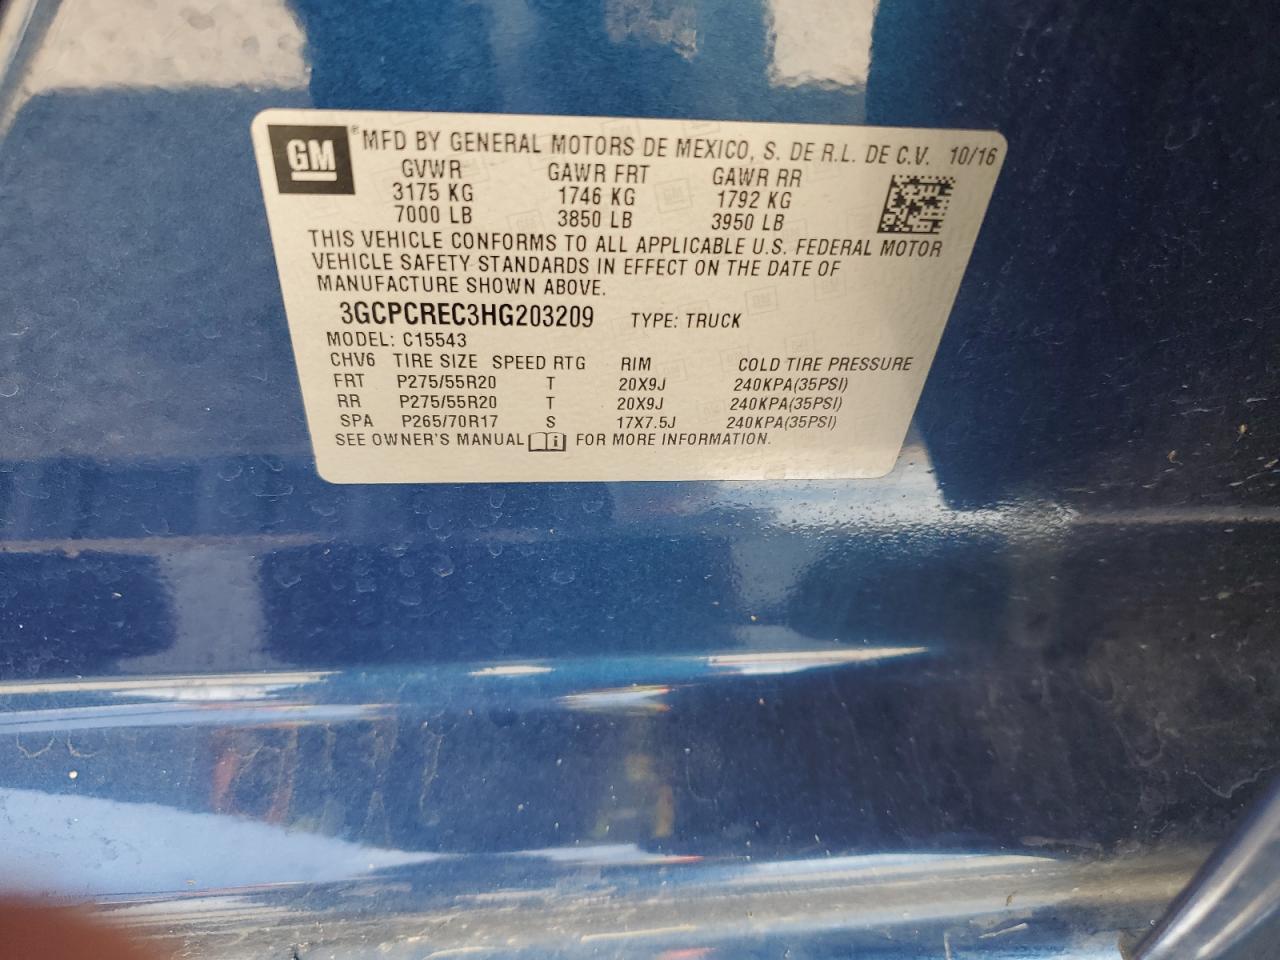 GM ® MFD BY GENERAL MOTORS DE MEXICO, S. DE R.L. DE C.V. 10/16
GVWR GAWR FRT GAWR RR
3175 KG 1746 KG 1792 KG
7000 LB 3850 LB 3950 LB
THIS VEHICLE CONFORMS TO ALL APPLICABLE U.S. FEDERAL MOTOR
VEHICLE SAFETY STANDARDS IN EFFECT ON THE DATE OF
MANUFACTURE SHOWN ABOVE.
3GCPCREC3HG203209 TYPE: TRUCK
MODEL: C15543
CHV6 TIRE SIZE SPEED RTG RIM COLD TIRE PRESSURE
FRT P275/55R20 T 20X9J 240KPA(35PSI)
RR P275/55R20 T 20X9J 240KPA(35PSI)
SPA P265/70R17 S 17X7.5J 240KPA(35PSI)
SEE OWNER'S MANUAL i FOR MORE INFORMATION.